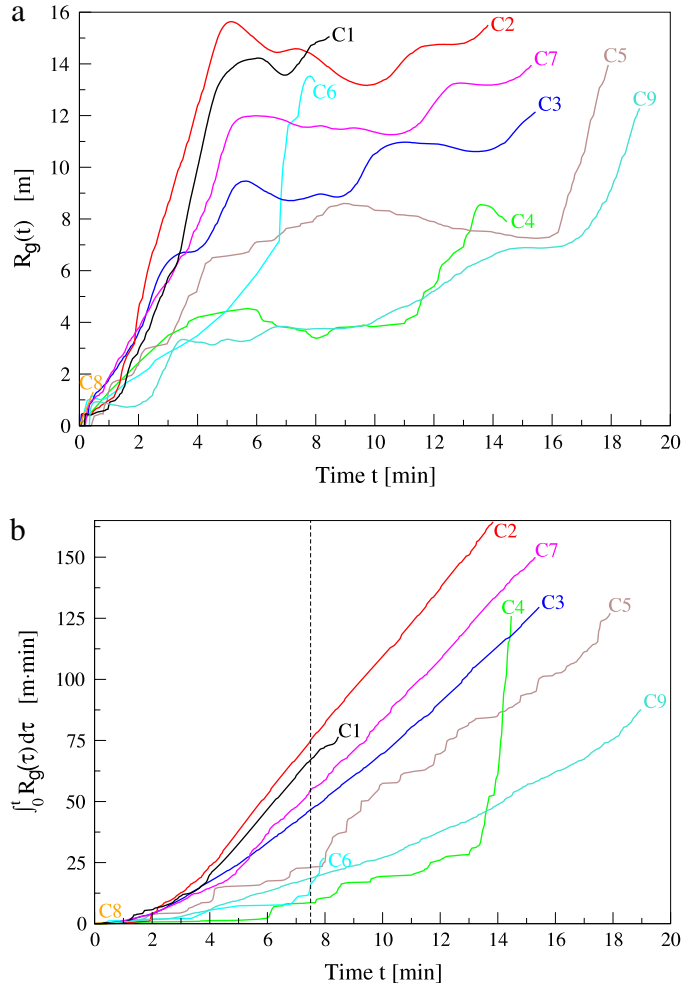 a
16
14
12
10
8
6
4
2
0
R_g(t) [m]
C1
C2
C7
C6
C5
C3
C9
C4
C8
0 2 4 6 8 10 12 14 16 18 20
Time t [min]
b
150
125
100
75
50
25
0
∫₀ᵗ R_g(τ) dτ [m·min]
C2
C7
C4
C3
C5
C1
C9
C6
C8
0 2 4 6 8 10 12 14 16 18 20
Time t [min]